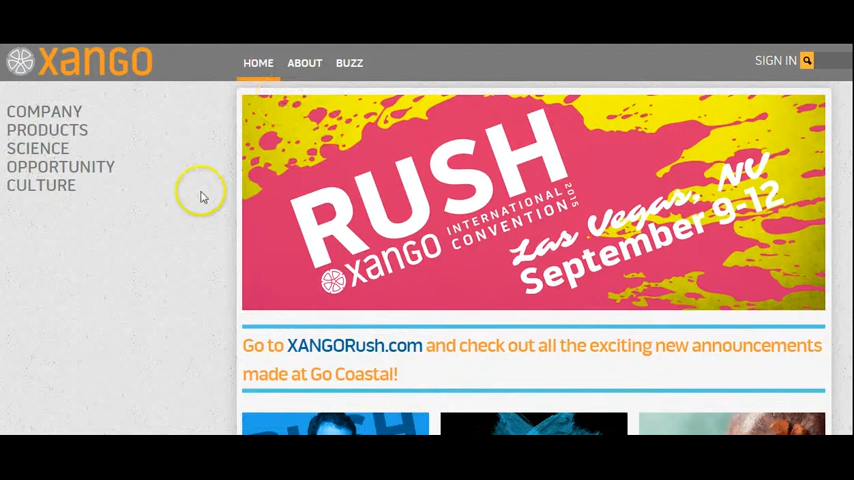 xango
HOME ABOUT BUZZ
SIGN IN
COMPANY
PRODUCTS
SCIENCE
OPPORTUNITY
CULTURE
RUSH
xango INTERNATIONAL CONVENTION 2015
Las Vegas, NV
September 9-12
Go to XANGORush.com and check out all the exciting new announcements
made at Go Coastal!